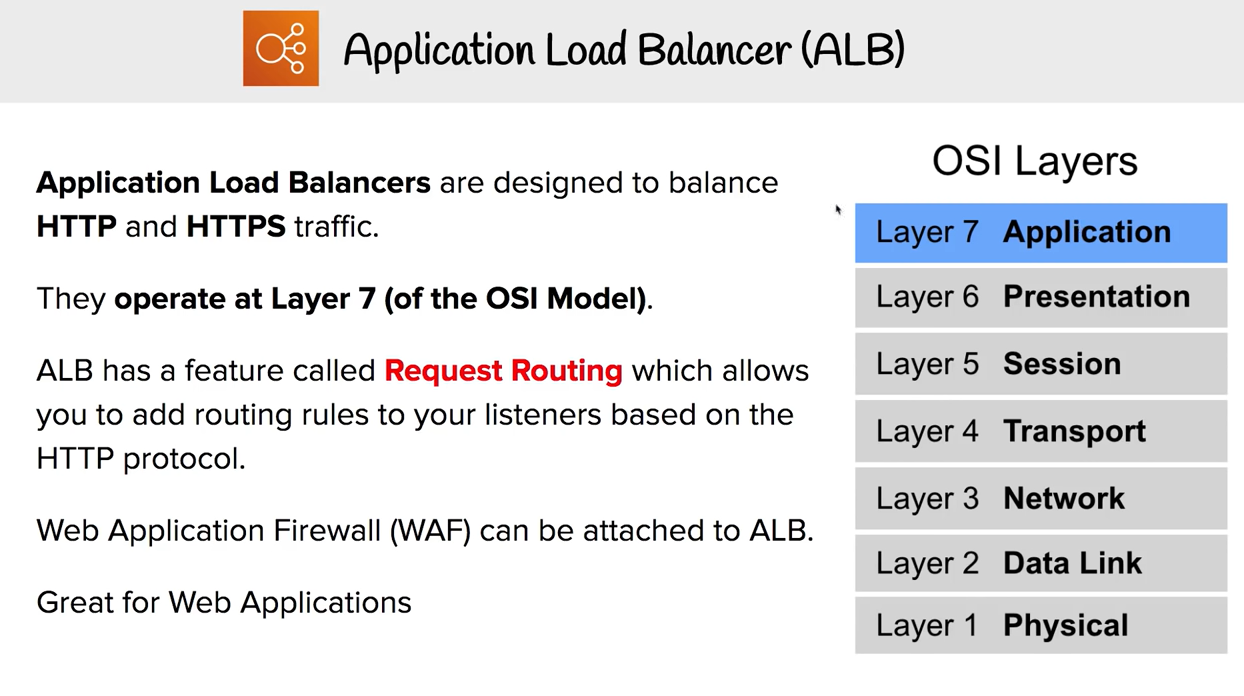 Application Load Balancer (ALB)
Application Load Balancers are designed to balance
HTTP and HTTPS traffic.
They operate at Layer 7 (of the OSI Model).
ALB has a feature called Request Routing which allows
you to add routing rules to your listeners based on the
HTTP protocol.
Web Application Firewall (WAF) can be attached to ALB.
Great for Web Applications
OSI Layers
Layer 7 Application
Layer 6 Presentation
Layer 5 Session
Layer 4 Transport
Layer 3 Network
Layer 2 Data Link
Layer 1 Physical